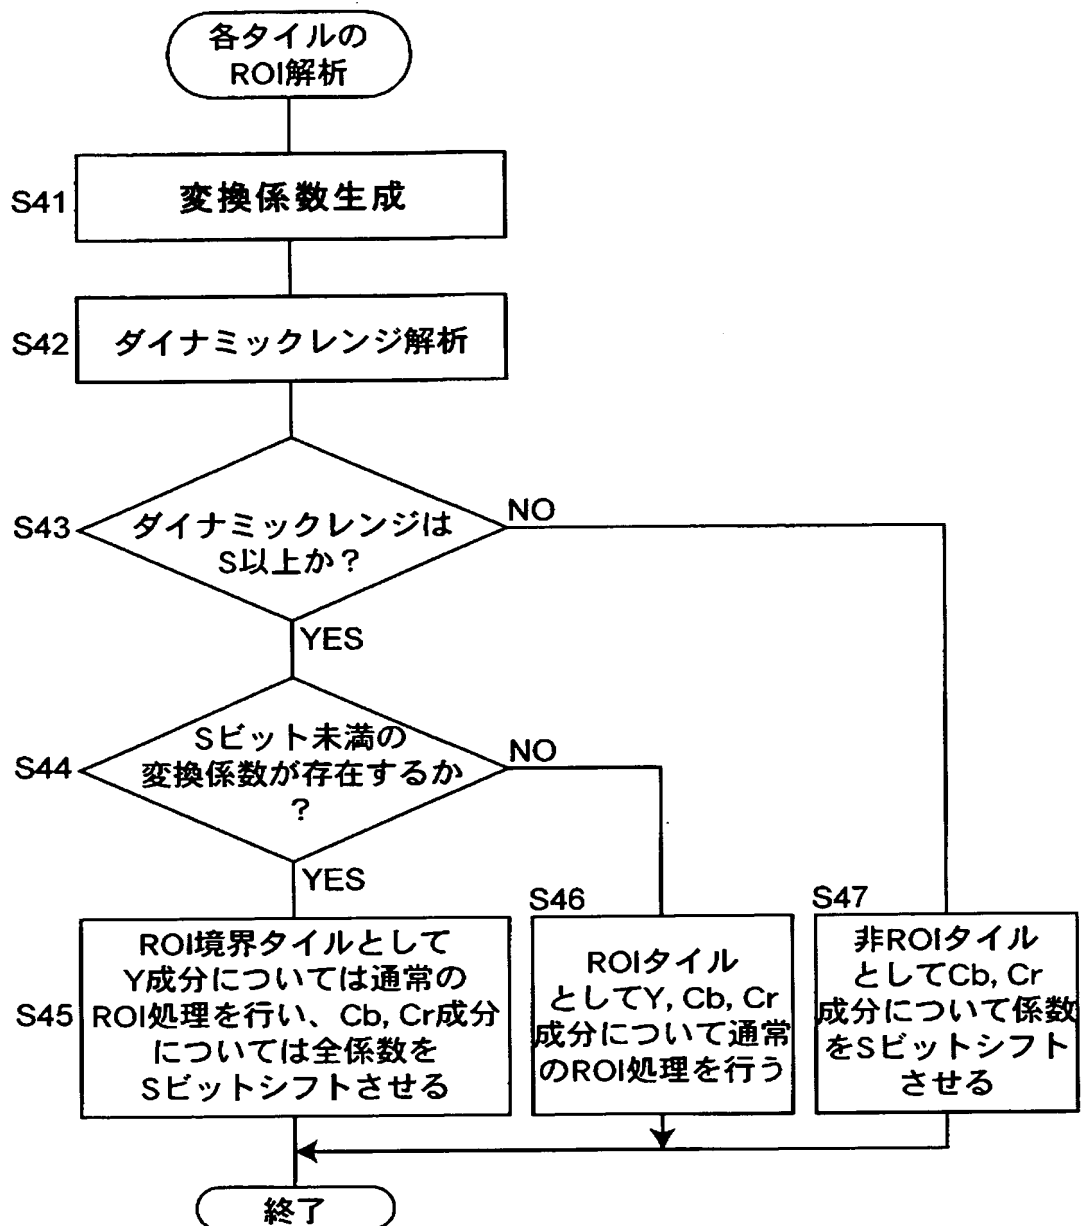 各タイルの
ROI解析
S41
変換係数生成
S42
ダイナミックレンジ解析
S43
ダイナミックレンジは
S以上か？
NO
YES
S44
Sビット未満の
変換係数が存在するか
？
NO
YES
S45
ROI境界タイルとして
Y成分については通常の
ROI処理を行い、Cb, Cr成分
については全係数を
Sビットシフトさせる
S46
ROIタイル
としてY, Cb, Cr
成分について通常
のROI処理を行う
S47
非ROIタイル
としてCb, Cr
成分について係数
をSビットシフト
させる
終了